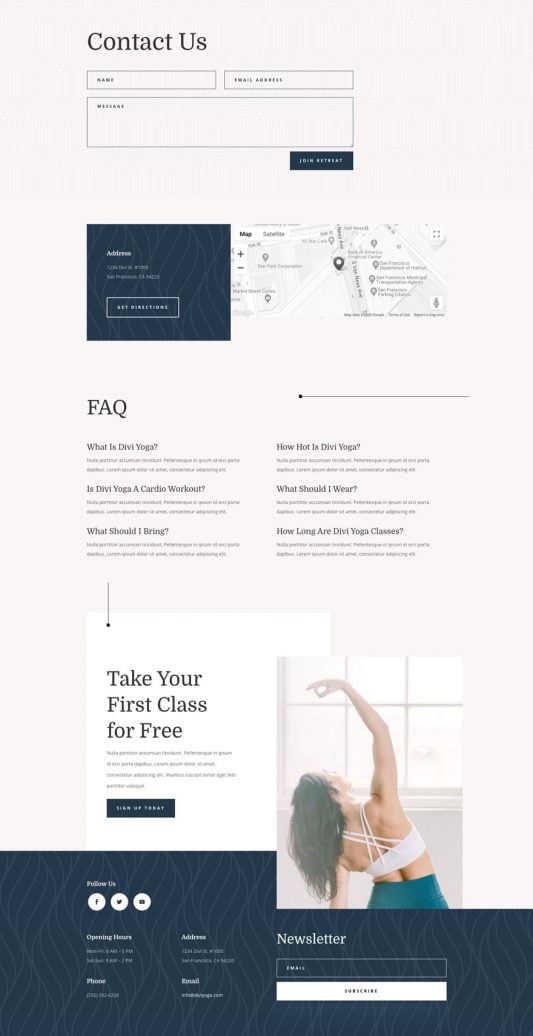 Contact Us
NAME
EMAIL ADDRESS
MESSAGE
JOIN RETREAT
Address
1234 Divi St. #1000
San Francisco, CA 94220
GET DIRECTIONS
Map
Satellite
All Star Cafe
Bank of America
Financial Center
Star Park Corporation
San Francisco
Department of Human
San Francisco Municipal
Transportation Agency
San Francisco
Parking Citation
Market Street Cycles
S Van Ness Ave
Google
Terms of Use
Report a map error
FAQ
What Is Divi Yoga?
Nulla porttitor accumsan tincidunt. Pellentesque in ipsum id orci porta
dapibus. Lorem ipsum dolor sit amet, consectetur adipiscing elit.
How Hot Is Divi Yoga?
Nulla porttitor accumsan tincidunt. Pellentesque in ipsum id orci porta
dapibus. Lorem ipsum dolor sit amet, consectetur adipiscing elit.
Is Divi Yoga A Cardio Workout?
Nulla porttitor accumsan tincidunt. Pellentesque in ipsum id orci porta
dapibus. Lorem ipsum dolor sit amet, consectetur adipiscing elit.
What Should I Wear?
Nulla porttitor accumsan tincidunt. Pellentesque in ipsum id orci porta
dapibus. Lorem ipsum dolor sit amet, consectetur adipiscing elit.
What Should I Bring?
Nulla porttitor accumsan tincidunt. Pellentesque in ipsum id orci porta
dapibus. Lorem ipsum dolor sit amet, consectetur adipiscing elit.
How Long Are Divi Yoga Classes?
Nulla porttitor accumsan tincidunt. Pellentesque in ipsum id orci porta
dapibus. Lorem ipsum dolor sit amet, consectetur adipiscing elit.
Take Your
First Class
for Free
Nulla porttitor accumsan tincidunt. Pellentesque in ipsum
id orci porta dapibus. Lorem ipsum dolor sit amet,
consectetur adipiscing elit. Vivamus suscipit tortor eget felis
porttitor volutpat.
SIGN UP TODAY
Follow Us
Opening Hours
Mon-Fri: 8 AM – 5 PM
Sat-Sun: 8 AM – 2 PM
Address
1234 Divi St. #1000
San Francisco, CA 94220
Phone
(255) 352-6258
Email
info@diviyoga.com
Newsletter
EMAIL
SUBSCRIBE